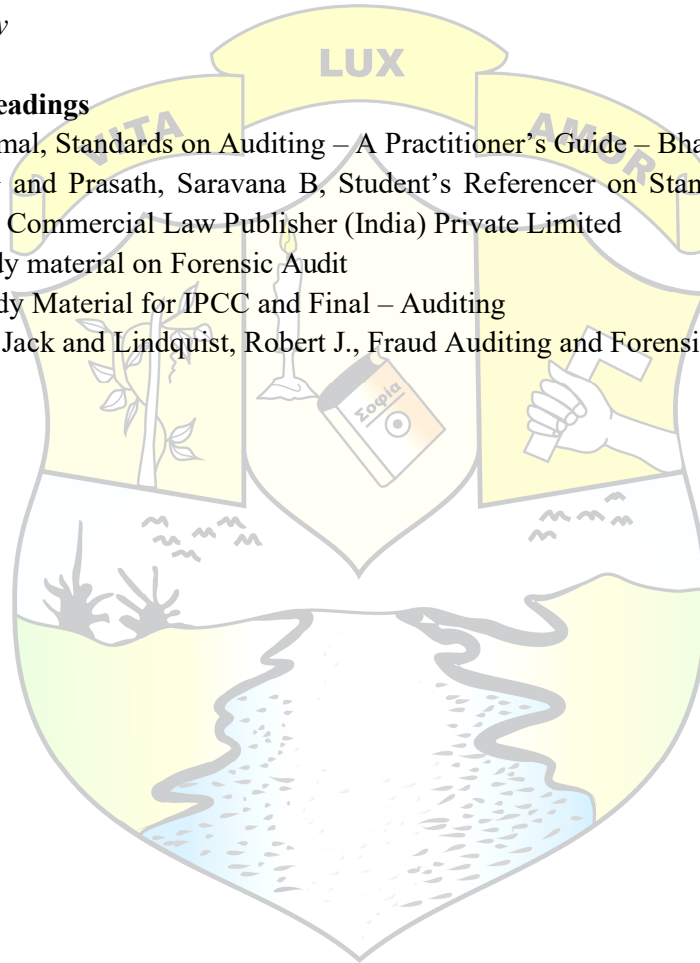 LUX
eadings
VITA
AMOR
mal, Standards on Auditing – A Practitioner’s Guide – Bha
and Prasath, Saravana B, Student’s Referencer on Stan
Commercial Law Publisher (India) Private Limited
dy material on Forensic Audit
dy Material for IPCC and Final – Auditing
Jack and Lindquist, Robert J., Fraud Auditing and Forensi
Σοφία